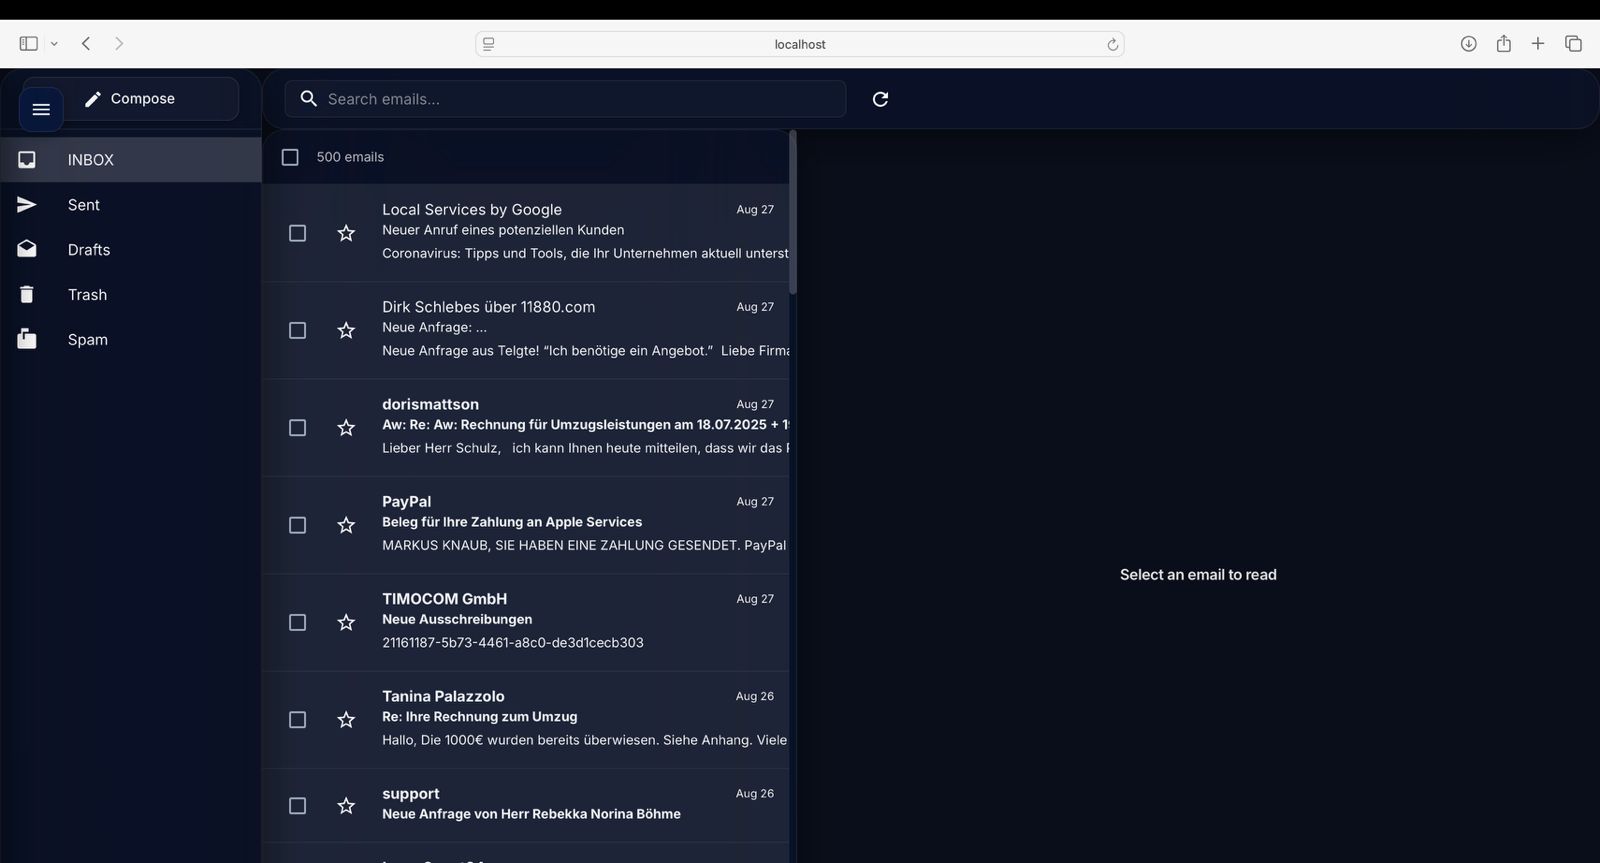 localhost
Compose
Search emails...
INBOX
Sent
Drafts
Trash
Spam
500 emails
Local Services by Google
Aug 27
Neuer Anruf eines potenziellen Kunden
Coronavirus: Tipps und Tools, die Ihr Unternehmen aktuell unterst
Dirk Schlebes über 11880.com
Aug 27
Neue Anfrage: ...
Neue Anfrage aus Telgte! “Ich benötige ein Angebot.” Liebe Firma
dorismattson
Aug 27
Aw: Re: Aw: Rechnung für Umzugsleistungen am 18.07.2025 + 1
Lieber Herr Schulz, ich kann Ihnen heute mitteilen, dass wir das
PayPal
Aug 27
Beleg für Ihre Zahlung an Apple Services
MARKUS KNAUB, SIE HABEN EINE ZAHLUNG GESENDET. PayPal
TIMOCOM GmbH
Aug 27
Neue Ausschreibungen
21161187-5b73-4461-a8c0-de3d1cecb303
Tanina Palazzolo
Aug 26
Re: Ihre Rechnung zum Umzug
Hallo, Die 1000€ wurden bereits überwiesen. Siehe Anhang. Viele
support
Aug 26
Neue Anfrage von Herr Rebekka Norina Böhme
Select an email to read